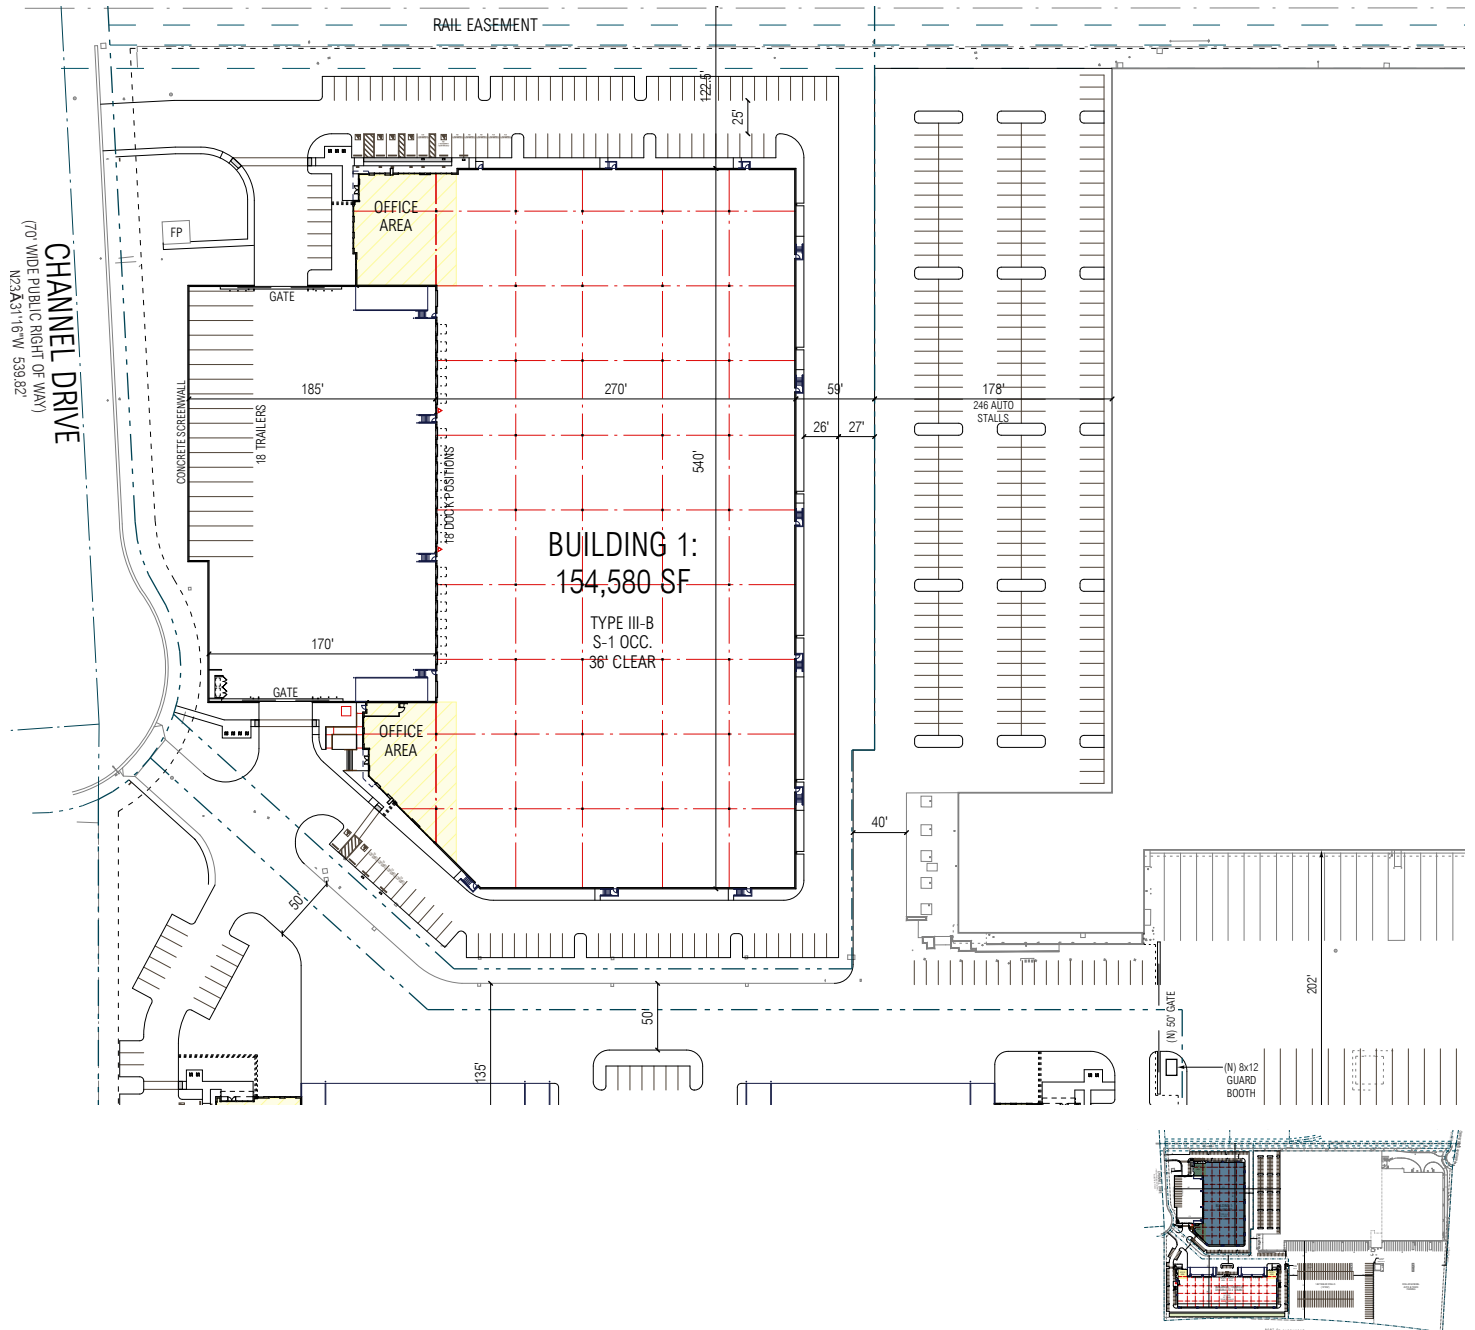 RAIL EASEMENT
122.5'
25'
OFFICE
AREA
FP
CHANNEL DRIVE
(70' WIDE PUBLIC RIGHT OF WAY)
N23Â31'16"W 539.82'
GATE
185'
270'
59'
178'
246 AUTO
STALLS
26'
27'
CONCRETE SCREENWALL
18 TRAILERS
18 DOCK POSITIONS
540'
BUILDING 1:
154,580 SF
TYPE III-B
S-1 OCC.
36' CLEAR
170'
GATE
OFFICE
AREA
40'
50'
50'
135'
202'
(N) 50' GATE
(N) 8x12
GUARD
BOOTH